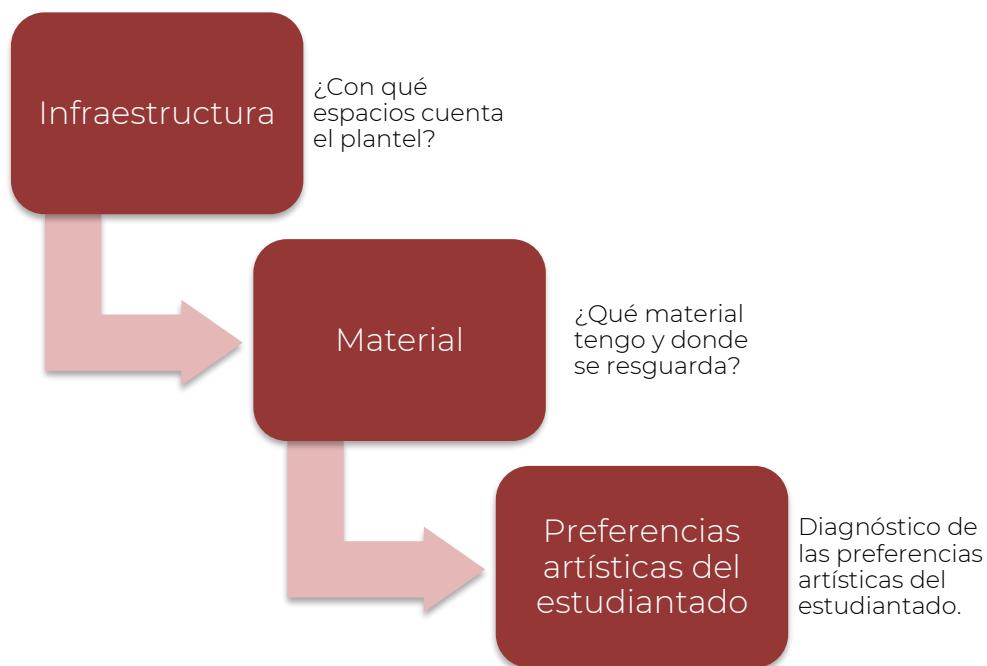 Infraestructura
¿Con qué
espacios cuenta
el plantel?
Material
¿Qué material
tengo y donde
se resguarda?
Preferencias
artísticas del
estudiantado
Diagnóstico de
las preferencias
artísticas del
estudiantado.